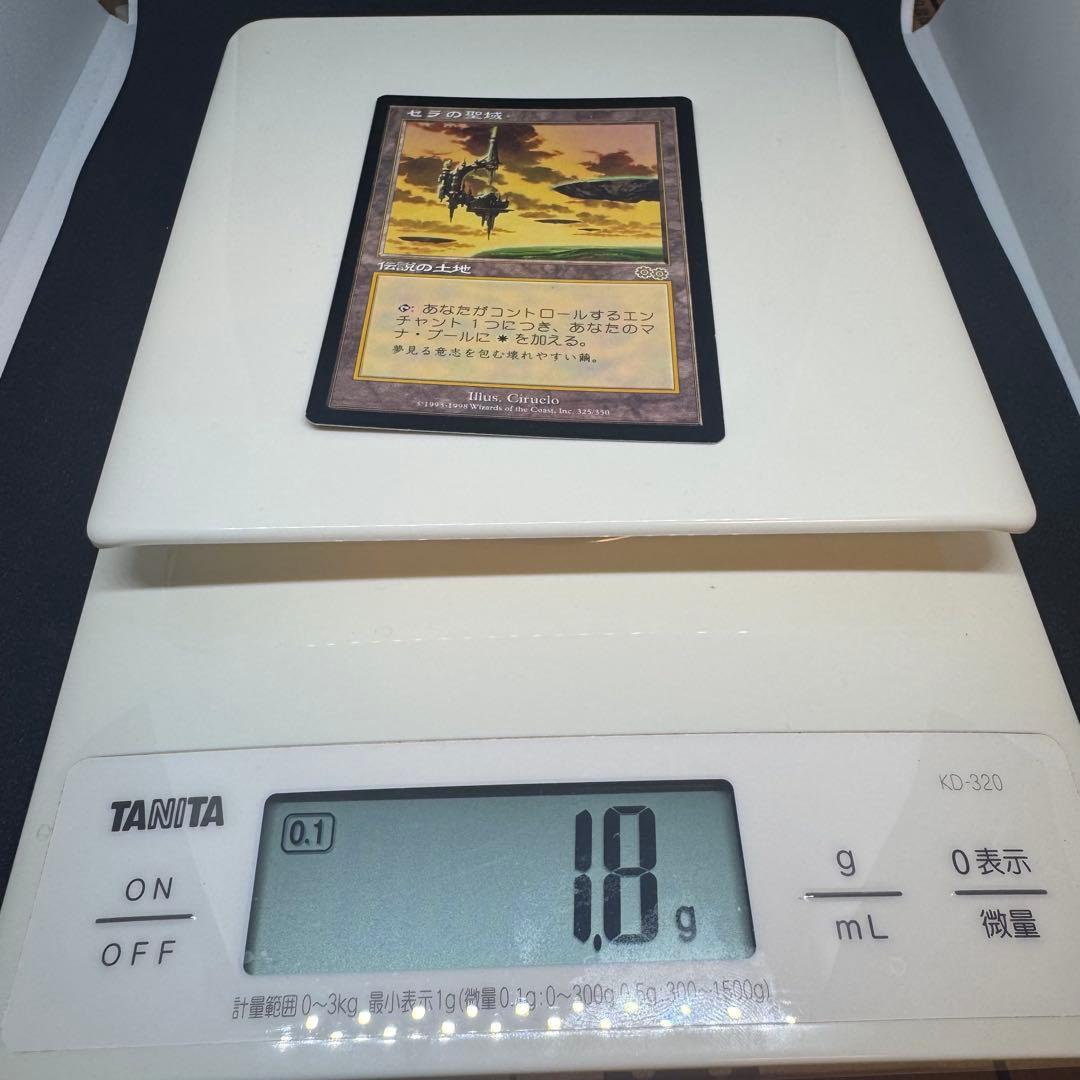 セラの聖域
伝説の土地
: あなたがコントロールするエン
チャント1つにつき、あなたのマ
ナ・プールに を加える。
夢見る意志を包む壊れやすい繭。
Illus. Ciruelo
©1993-1998 Wizards of the Coast, Inc. 325/350
KD-320
TANITA
0.1
1.8 g
ON
OFF
g
mL
0表示
微量
計量範囲 0～3kg 最小表示1g(微量0.1g:0～300g 0.5g:300～1500g)